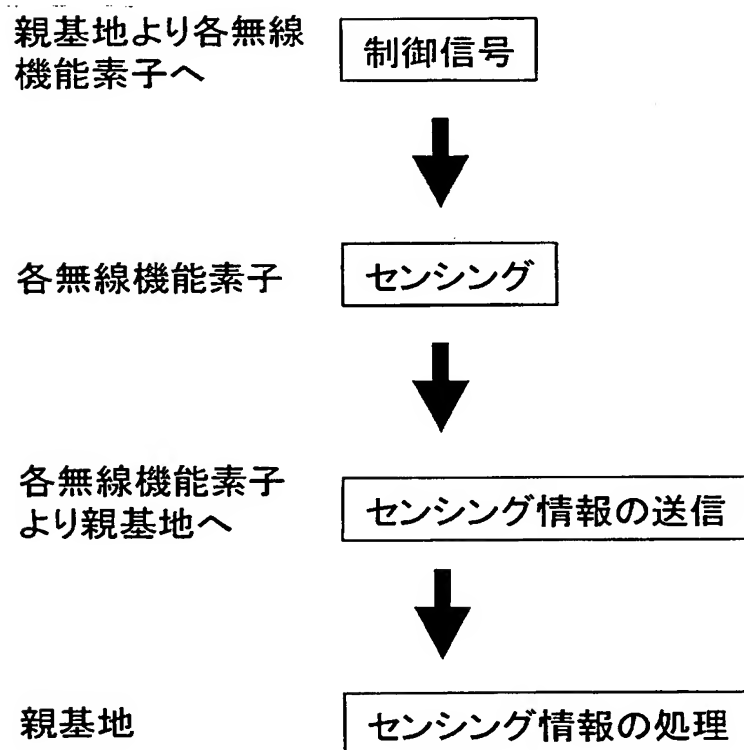 親基地より各無線
機能素子へ
制御信号
各無線機能素子
センシング
各無線機能素子
より親基地へ
センシング情報の送信
親基地
センシング情報の処理